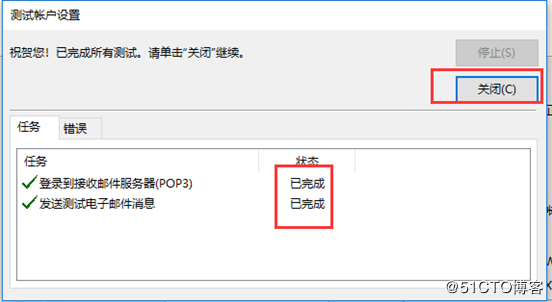 测试帐户设置
祝贺您！已完成所有测试。请单击“关闭”继续。
停止(S)
关闭(C)
任务 错误
任务 状态
登录到接收邮件服务器(POP3) 已完成
发送测试电子邮件消息 已完成
@51CTO博客